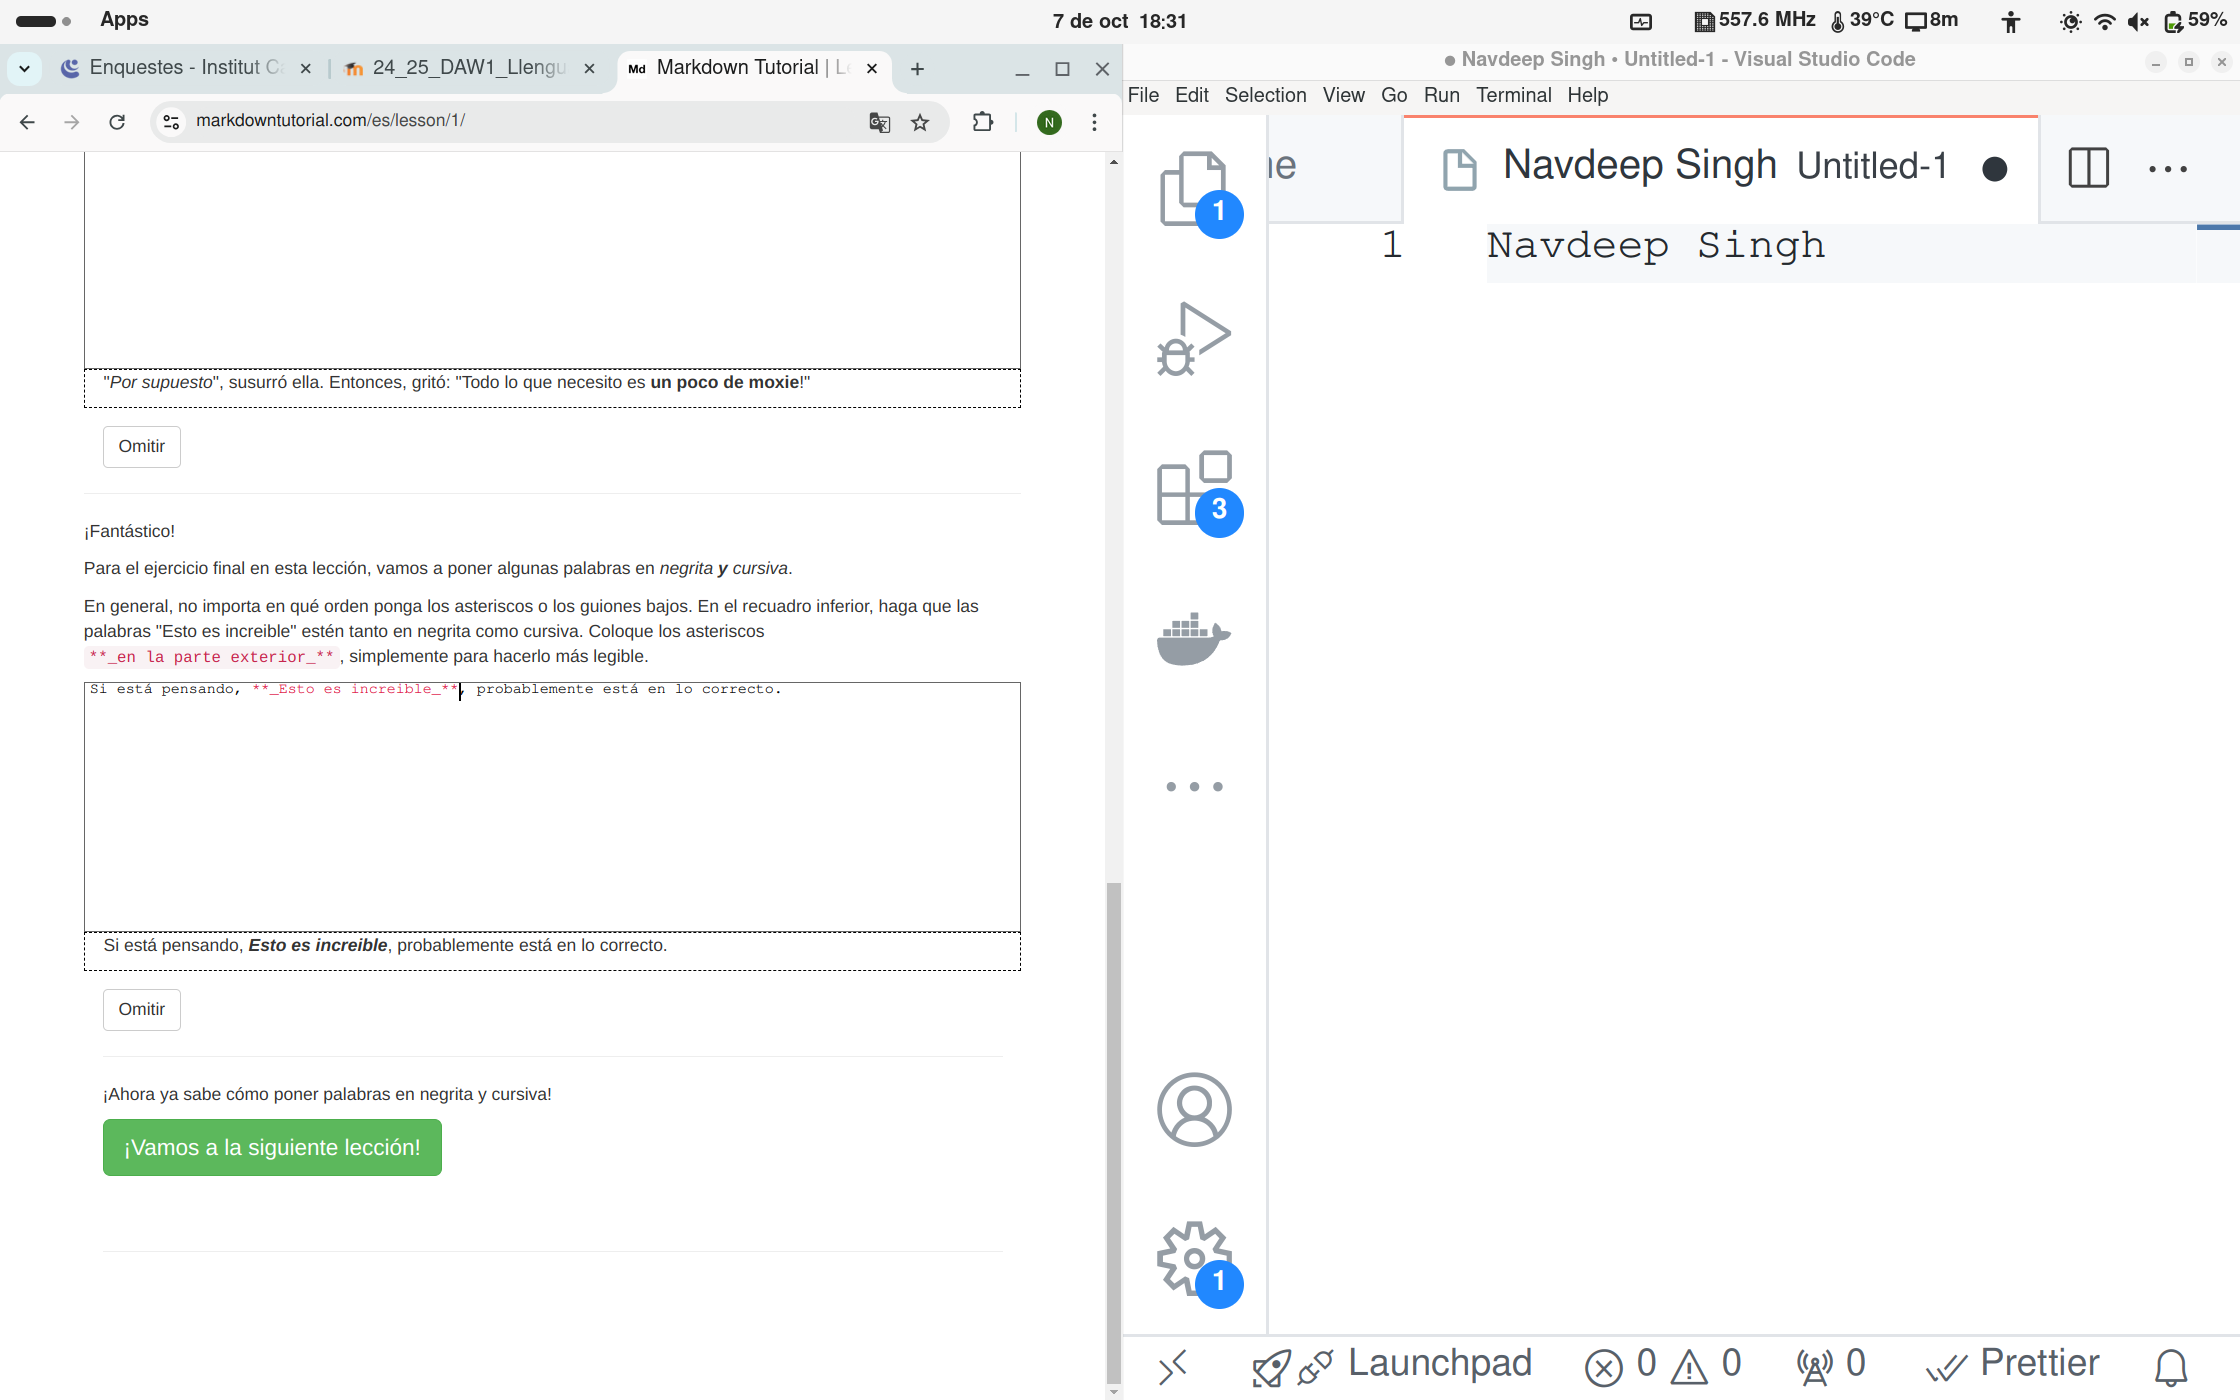 Apps
7 de oct 18:31
557.6 MHz 39°C 8m 59%
Enquestes - Institut Ca
24_25_DAW1_Llengu
Md Markdown Tutorial | Le
markdowntutorial.com/es/lesson/1/
N
"Por supuesto", susurró ella. Entonces, gritó: "Todo lo que necesito es un poco de moxie!"
Omitir
¡Fantástico!
Para el ejercicio final en esta lección, vamos a poner algunas palabras en negrita y cursiva.
En general, no importa en qué orden ponga los asteriscos o los guiones bajos. En el recuadro inferior, haga que las
palabras "Esto es increible" estén tanto en negrita como cursiva. Coloque los asteriscos
**_en la parte exterior_**, simplemente para hacerlo más legible.
Si está pensando, **_Esto es increible_**, probablemente está en lo correcto.
Si está pensando, Esto es increible, probablemente está en lo correcto.
Omitir
¡Ahora ya sabe cómo poner palabras en negrita y cursiva!
¡Vamos a la siguiente lección!
● Navdeep Singh • Untitled-1 - Visual Studio Code
File Edit Selection View Go Run Terminal Help
ne
Navdeep Singh Untitled-1 ●
1 Navdeep Singh
1
3
1
Launchpad 0 0 0 Prettier